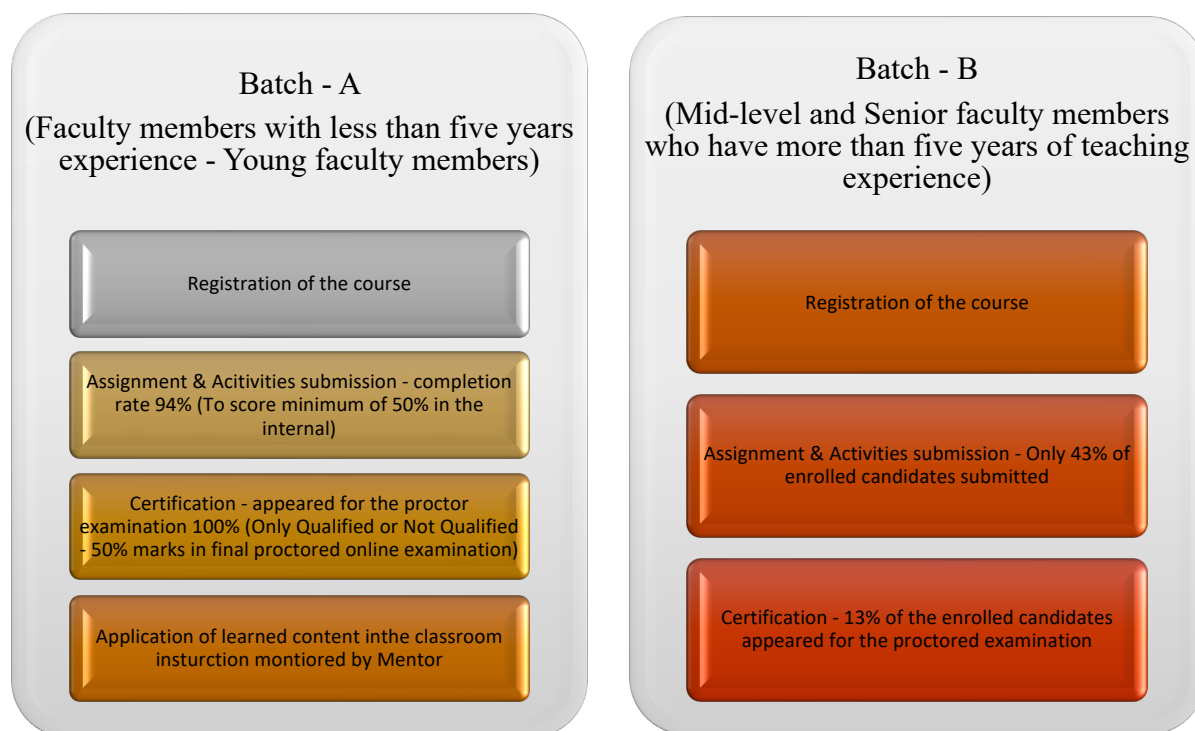 Batch - A
(Faculty members with less than five years
experience - Young faculty members)
Registration of the course
Assignment & Acitivities submission - completion
rate 94% (To score minimum of 50% in the
internal)
Certification - appeared for the proctor
examination 100% (Only Qualified or Not Qualified
- 50% marks in final proctored online examination)
Application of learned content inthe classroom
insturction montiored by Mentor
Batch - B
(Mid-level and Senior faculty members
who have more than five years of teaching
experience)
Registration of the course
Assignment & Activities submission - Only 43% of
enrolled candidates submitted
Certification - 13% of the enrolled candidates
appeared for the proctored examination